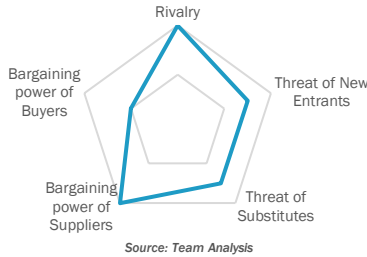 Rivalry
Threat of New
Entrants
Threat of
Substitutes
Bargaining
power of
Suppliers
Bargaining
power of
Buyers
Source: Team Analysis